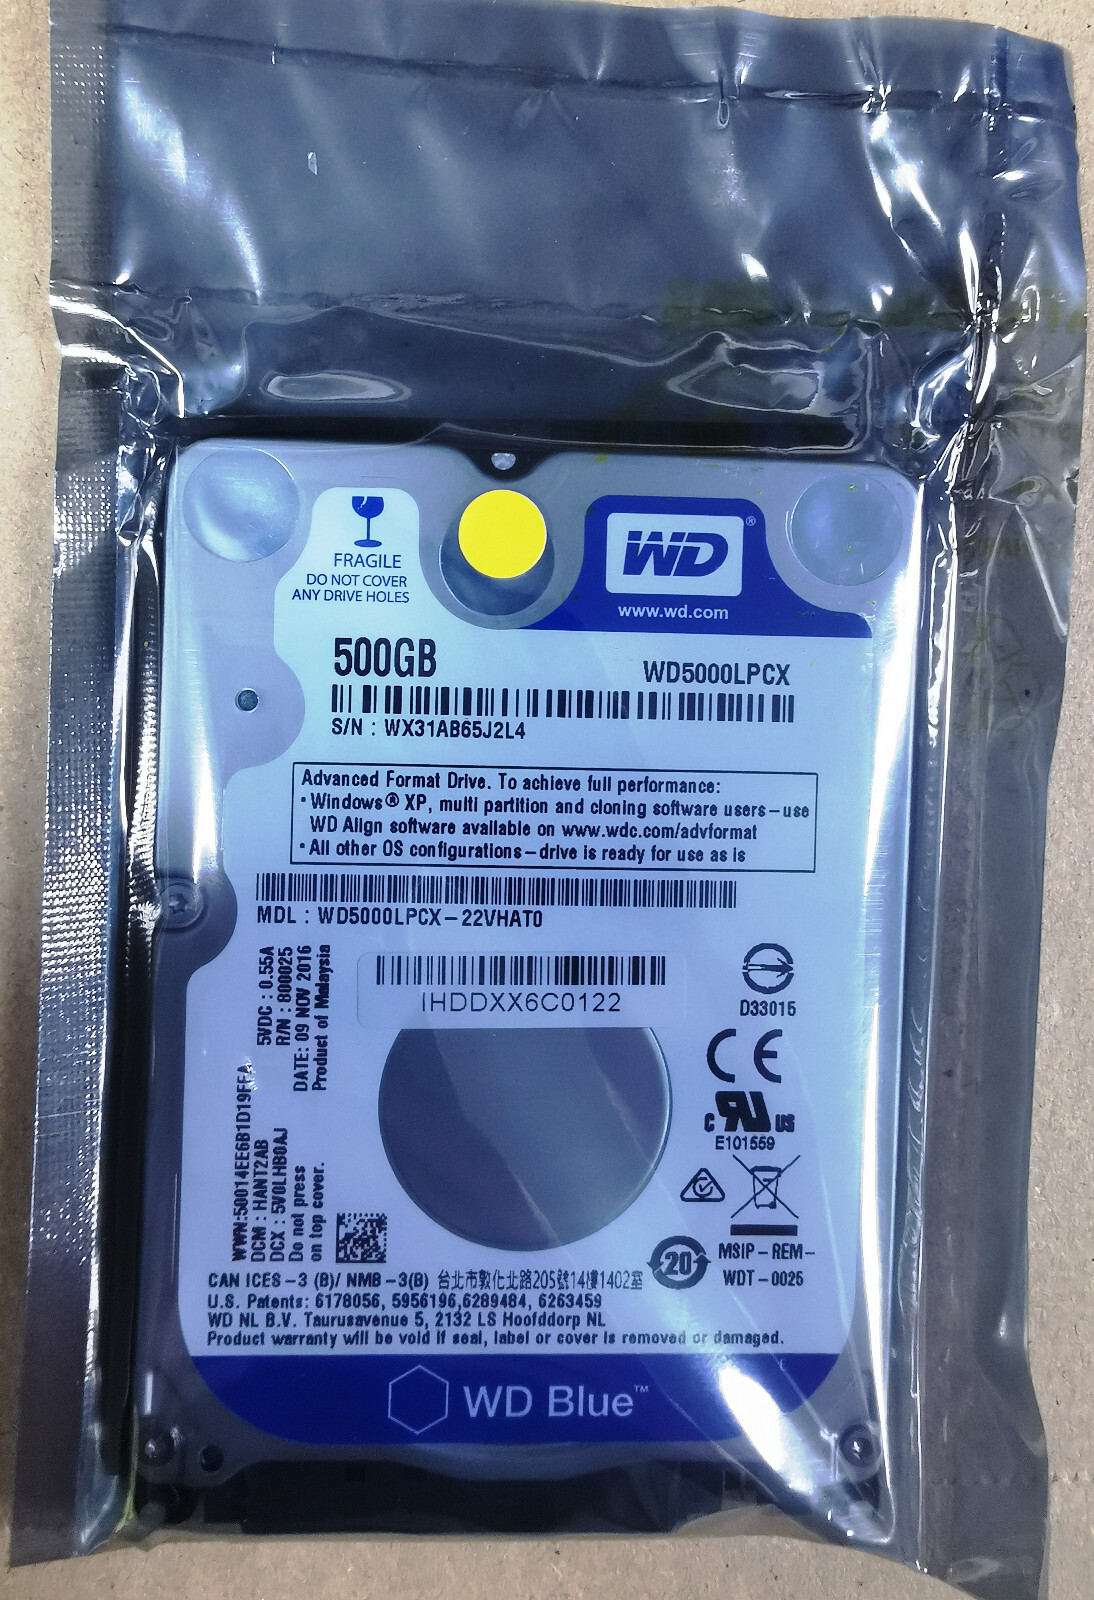 FRAGILE
DO NOT COVER
ANY DRIVE HOLES
WD®
www.wd.com
500GB
WD5000LPCX
S/N : WX31AB65J2L4
Advanced Format Drive. To achieve full performance:
• Windows® XP, multi partition and cloning software users – use
WD Align software available on www.wdc.com/advformat
• All other OS configurations – drive is ready for use as is
MDL : WD5000LPCX-22VHAT0
5VDC : 0.55A
R/N : 800025
DATE: 09 NOV 2016
Product of Malaysia
IHDDXX6C0122
D33015
CE
C RU US
E101559
WWN:50014EE6B1D19FFA
DCM : HANT2AB
DCX : 5V0LHB0AJ
Do not press
on top cover.
20
MSIP – REM –
WDT – 0025
CAN ICES – 3 (B)/ NMB – 3(B) 台北市敦化北路205號14樓1402室
U.S. Patents: 6178056, 5956196,6289484, 6263459
WD NL B.V. Taurusavenue 5, 2132 LS Hoofddorp NL
Product warranty will be void if seal, label or cover is removed or damaged.
WD Blue™